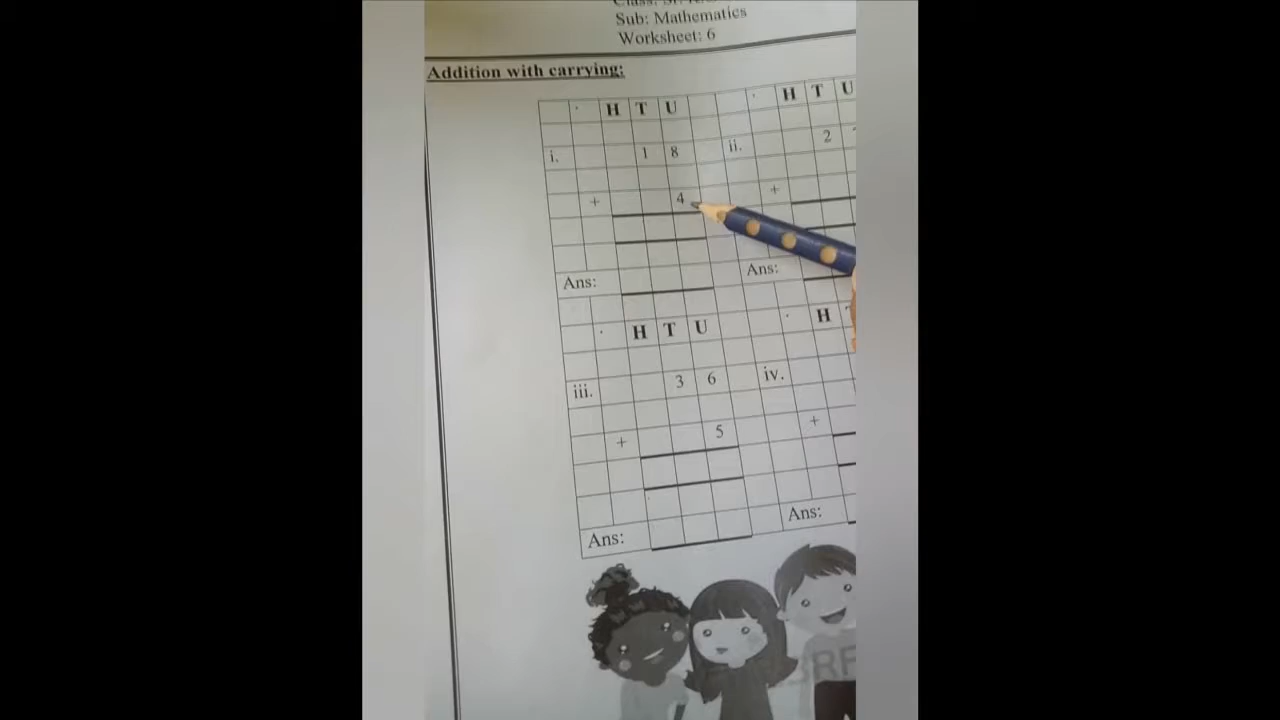 Sub: Mathematics
Worksheet: 6
Addition with carrying:
H T U H T U
i. 1 8 ii. 2
+ 4 +
Ans: Ans:
H T U H
iii. 3 6 iv.
+ 5 +
Ans: Ans: